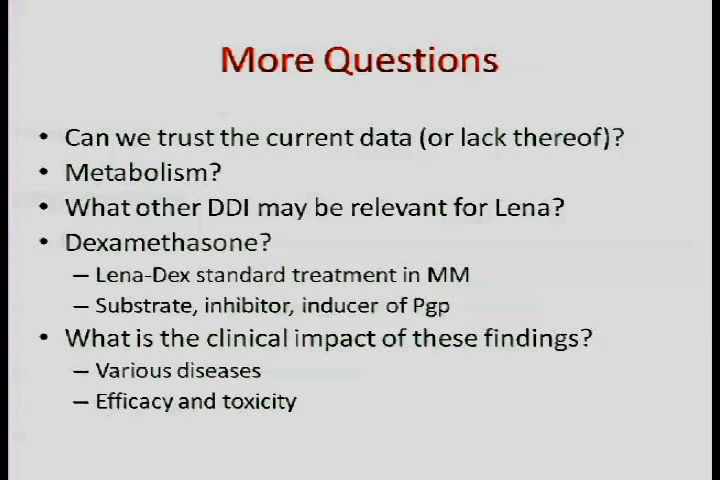 More Questions
• Can we trust the current data (or lack thereof)?
• Metabolism?
• What other DDI may be relevant for Lena?
• Dexamethasone?
– Lena-Dex standard treatment in MM
– Substrate, inhibitor, inducer of Pgp
• What is the clinical impact of these findings?
– Various diseases
– Efficacy and toxicity